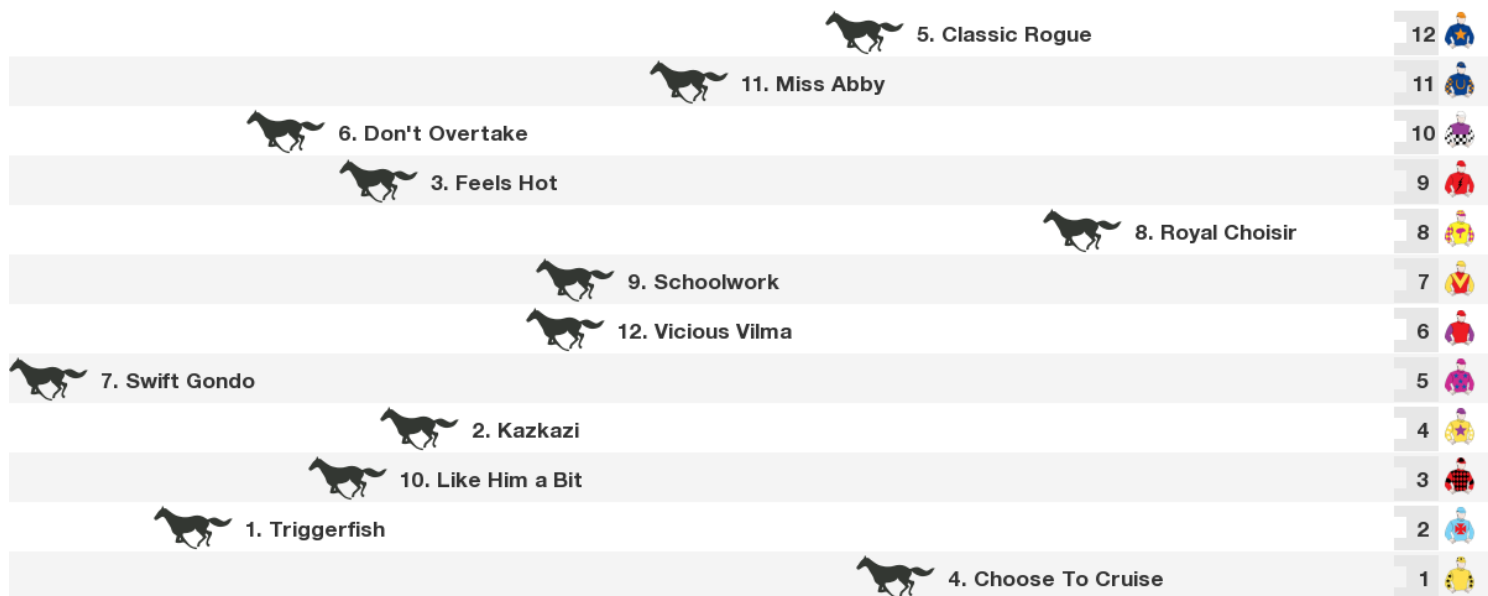 5. Classic Rogue 12
11. Miss Abby 11
6. Don't Overtake 10
3. Feels Hot 9
8. Royal Choisir 8
9. Schoolwork 7
12. Vicious Vilma 6
7. Swift Gondo 5
2. Kazkazi 4
10. Like Him a Bit 3
1. Triggerfish 2
4. Choose To Cruise 1